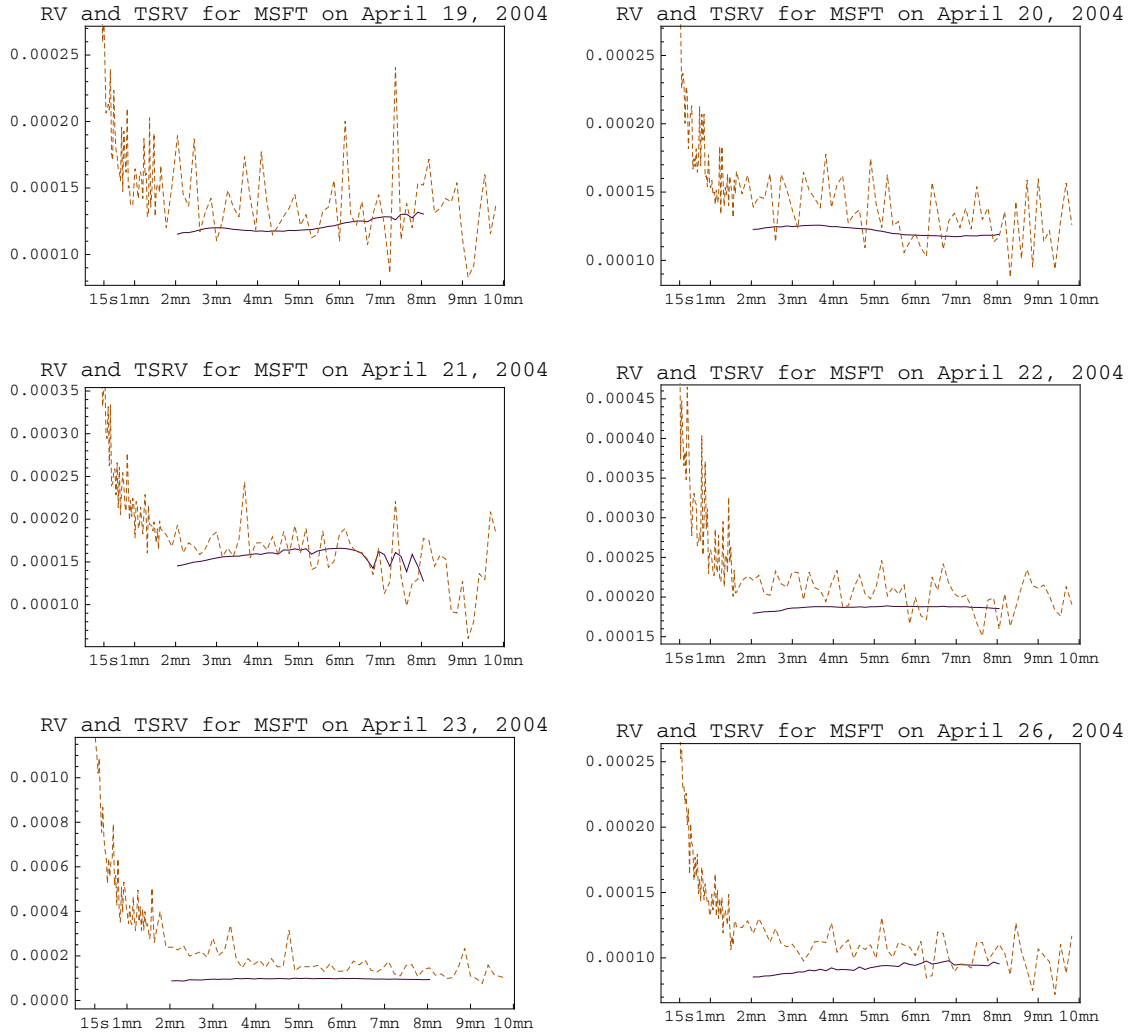 RV and TSRV for MSFT on April 19, 2004
0.00025
0.00020
0.00015
0.00010
15s1mn 2mn 3mn 4mn 5mn 6mn 7mn 8mn 9mn 10mn
RV and TSRV for MSFT on April 20, 2004
0.00025
0.00020
0.00015
0.00010
15s1mn 2mn 3mn 4mn 5mn 6mn 7mn 8mn 9mn 10mn
RV and TSRV for MSFT on April 21, 2004
0.00035
0.00030
0.00025
0.00020
0.00015
0.00010
15s1mn 2mn 3mn 4mn 5mn 6mn 7mn 8mn 9mn 10mn
RV and TSRV for MSFT on April 22, 2004
0.00045
0.00040
0.00035
0.00030
0.00025
0.00020
0.00015
15s1mn 2mn 3mn 4mn 5mn 6mn 7mn 8mn 9mn 10mn
RV and TSRV for MSFT on April 23, 2004
0.0010
0.0008
0.0006
0.0004
0.0002
0.0000
15s1mn 2mn 3mn 4mn 5mn 6mn 7mn 8mn 9mn 10mn
RV and TSRV for MSFT on April 26, 2004
0.00025
0.00020
0.00015
0.00010
15s1mn 2mn 3mn 4mn 5mn 6mn 7mn 8mn 9mn 10mn